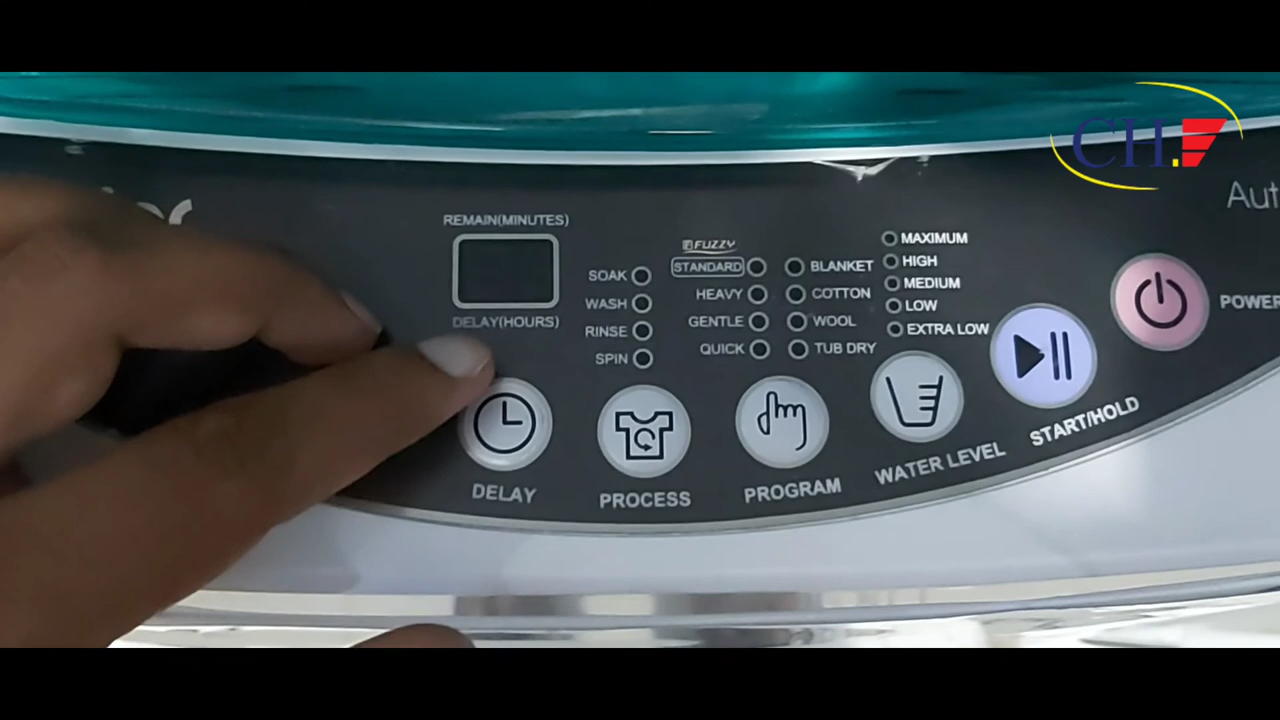 CH.
Aut
REMAIN(MINUTES)
DELAY(HOURS)
SOAK
WASH
RINSE
SPIN
FUZZY
STANDARD
HEAVY
GENTLE
QUICK
BLANKET
COTTON
WOOL
TUB DRY
MAXIMUM
HIGH
MEDIUM
LOW
EXTRA LOW
POWER
DELAY
PROCESS
PROGRAM
WATER LEVEL
START/HOLD